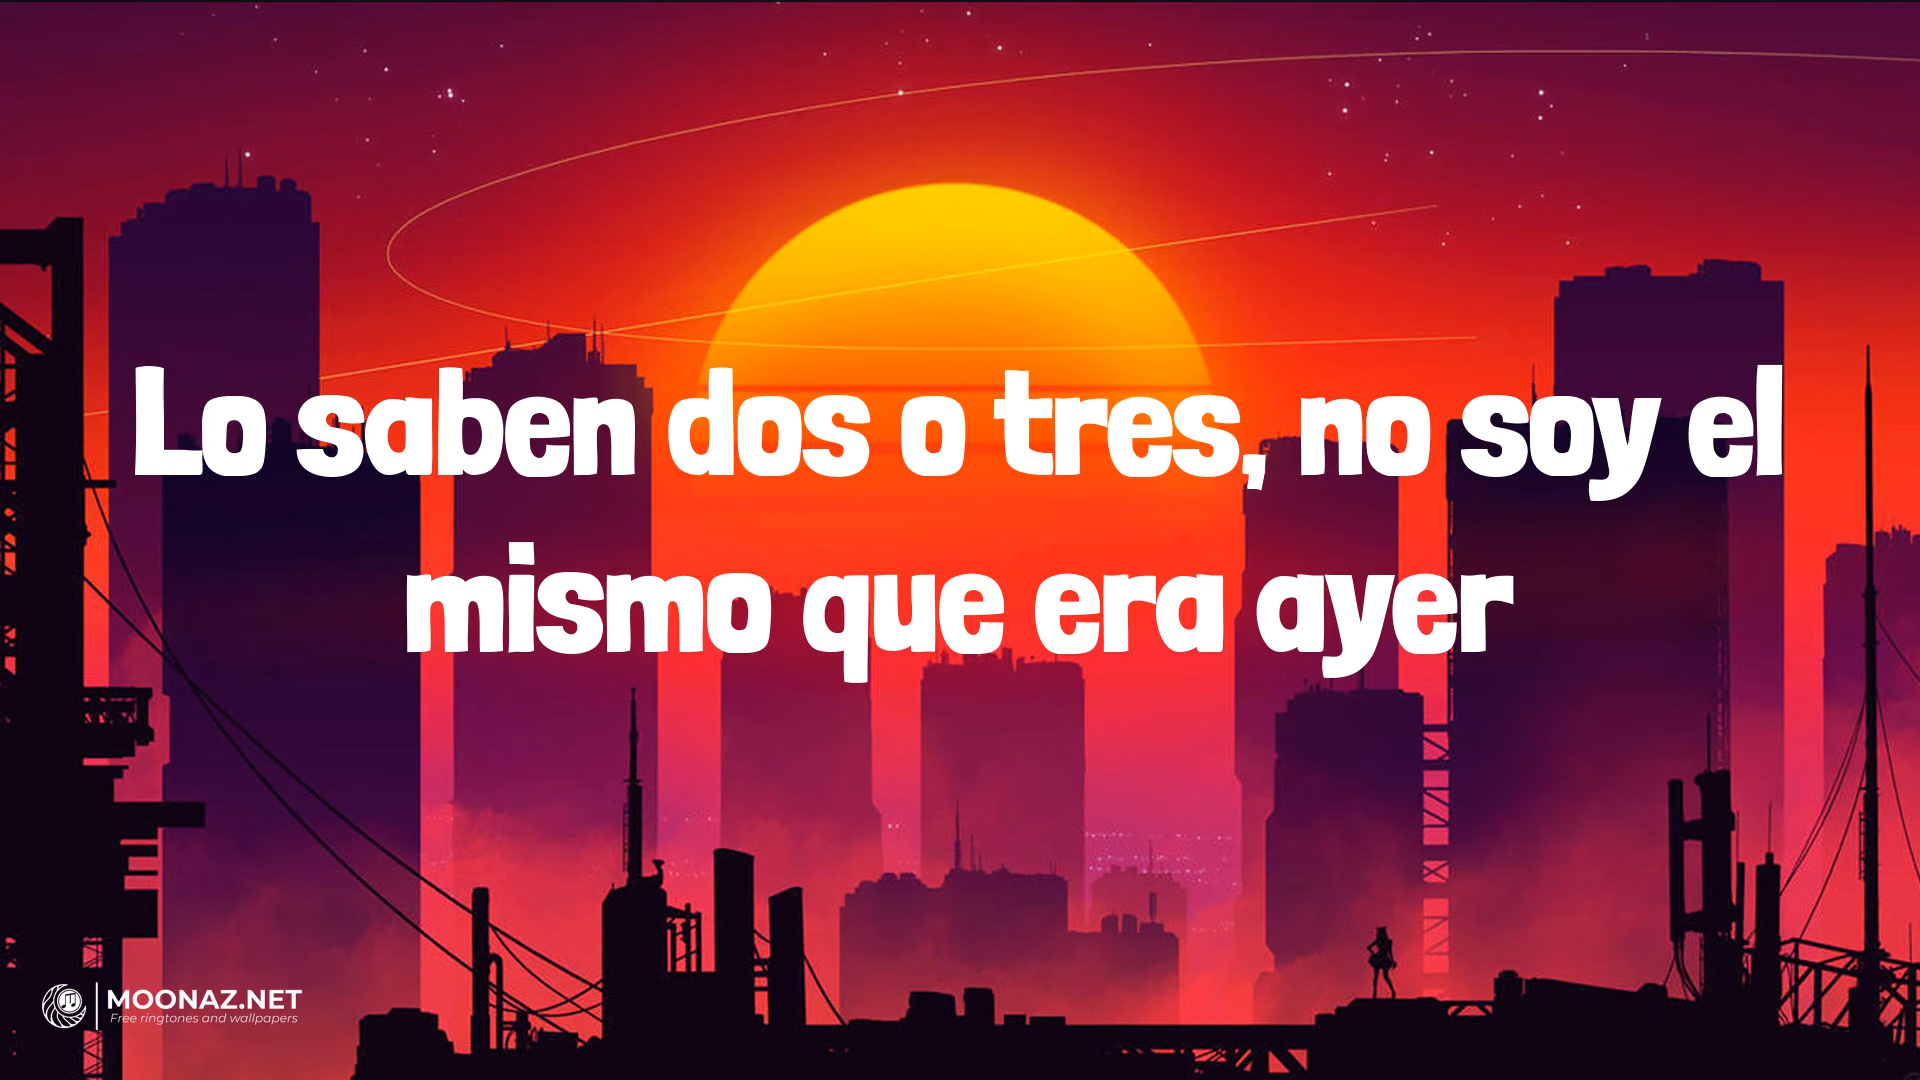 Lo saben dos o tres, no soy el
mismo que era ayer
MOONAZ.NET
Free ringtones and wallpapers